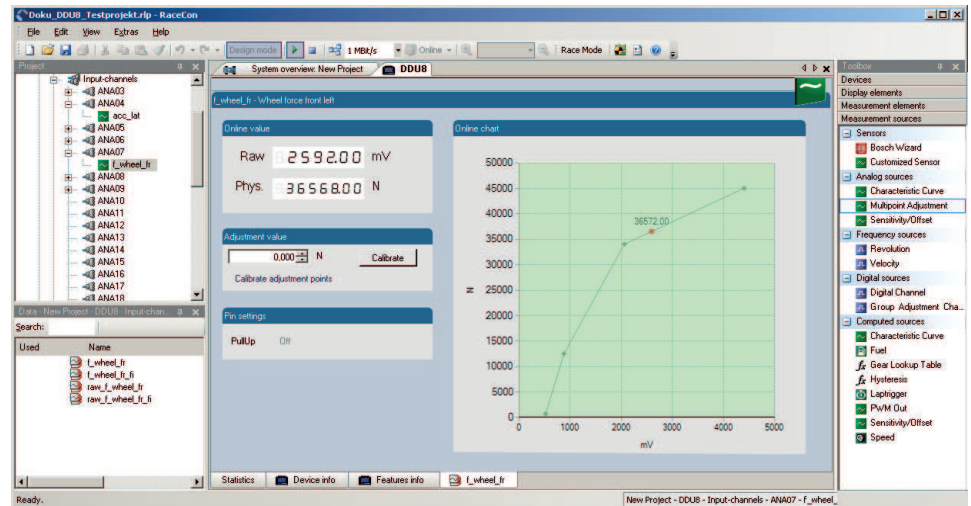 Doku_DDU8_Testprojekt.rlp - RaceCon
File Edit View Extras Help
Design mode 1 MBit/s Online Race Mode
Project
Input-channels
ANA03
ANA04
acc_lat
ANA05
ANA06
ANA07
f_wheel_fr
ANA08
ANA09
ANA10
ANA11
ANA12
ANA13
ANA14
ANA15
ANA16
ANA17
ANA18
Data - New Project - DDU8 - Input-chan...
Search:
Used Name
f_wheel_fr
f_wheel_fr_fi
raw_f_wheel_fr
raw_f_wheel_fr_fi
System overview: New Project DDU8
f_wheel_fr - Wheel force front left
Online value
Raw 2592.00 mV
Phys. 36568.00 N
Adjustment value
0.000 N Calibrate
Calibrate adjustment points
Pin settings
PullUp Off
Online chart
50000
45000
40000
36572.00
35000
30000
N
25000
20000
15000
10000
5000
0
0 1000 2000 3000 4000 5000
mV
Statistics Device info Features info f_wheel_fr
Toolbox
Devices
Display elements
Measurement elements
Measurement sources
Sensors
Bosch Wizard
Customized Sensor
Analog sources
Characteristic Curve
Multipoint Adjustment
Sensitivity/Offset
Frequency sources
Revolution
Velocity
Digital sources
Digital Channel
Group Adjustment Cha...
Computed sources
Characteristic Curve
Fuel
fx Gear Lookup Table
fx Hysteresis
Laptrigger
PWM Out
Sensitivity/Offset
Speed
Ready.
New Project - DDU8 - Input-channels - ANA07 - f_wheel_